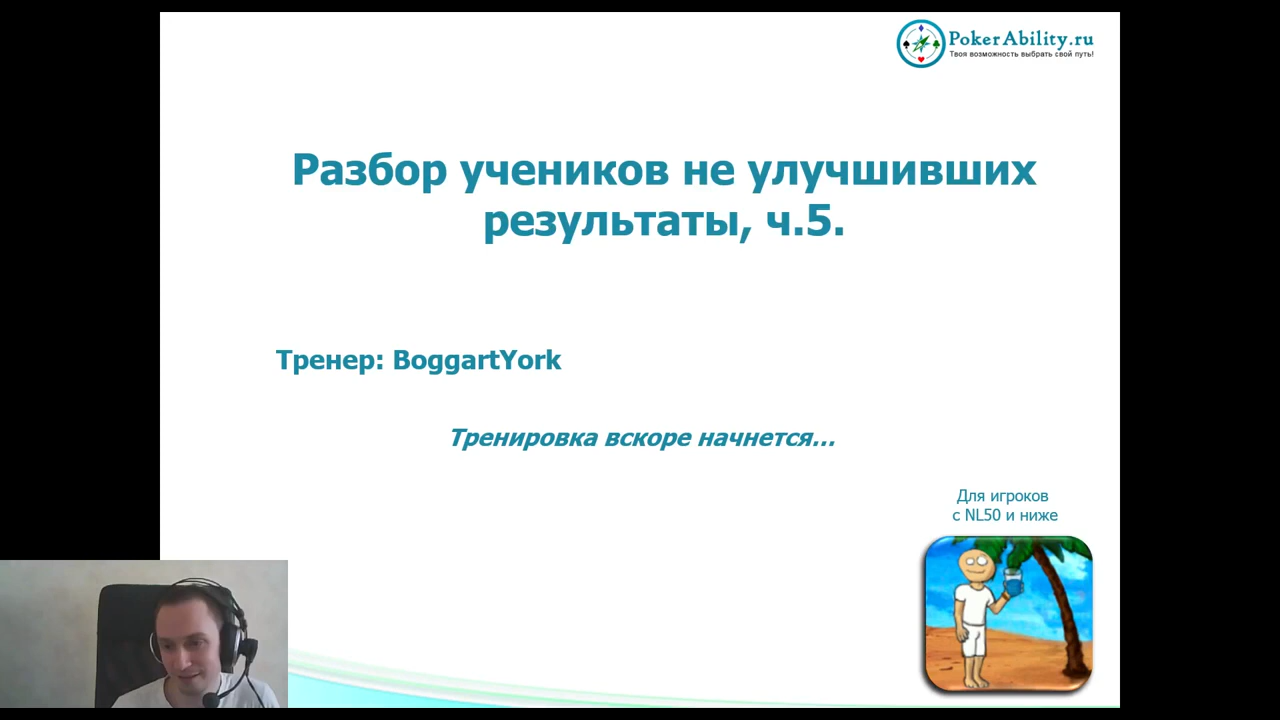 PokerAbility.ru
Твоя возможность выбрать свой путь!
Разбор учеников не улучшивших
результаты, ч.5.
Тренер: BoggartYork
Тренировка вскоре начнется...
Для игроков
с NL50 и ниже